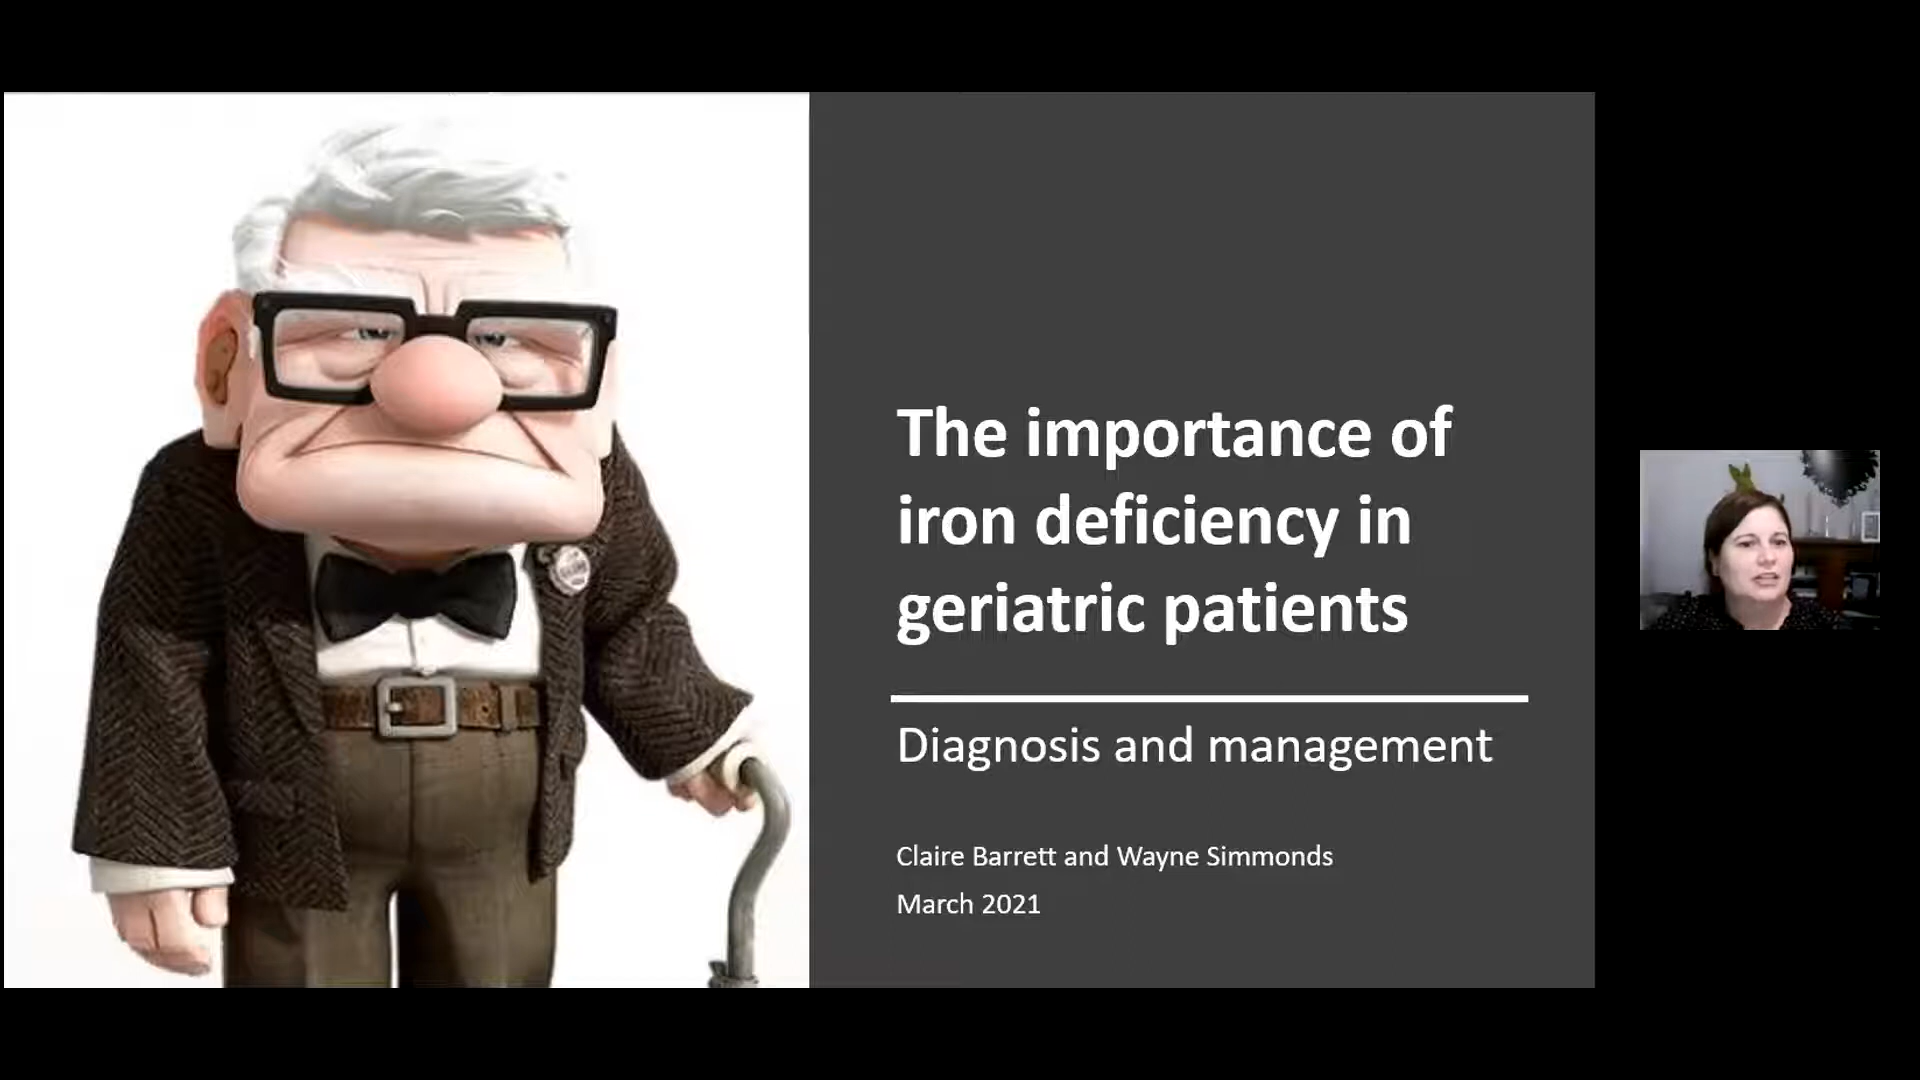 The importance of
iron deficiency in
geriatric patients
Diagnosis and management
Claire Barrett and Wayne Simmonds
March 2021